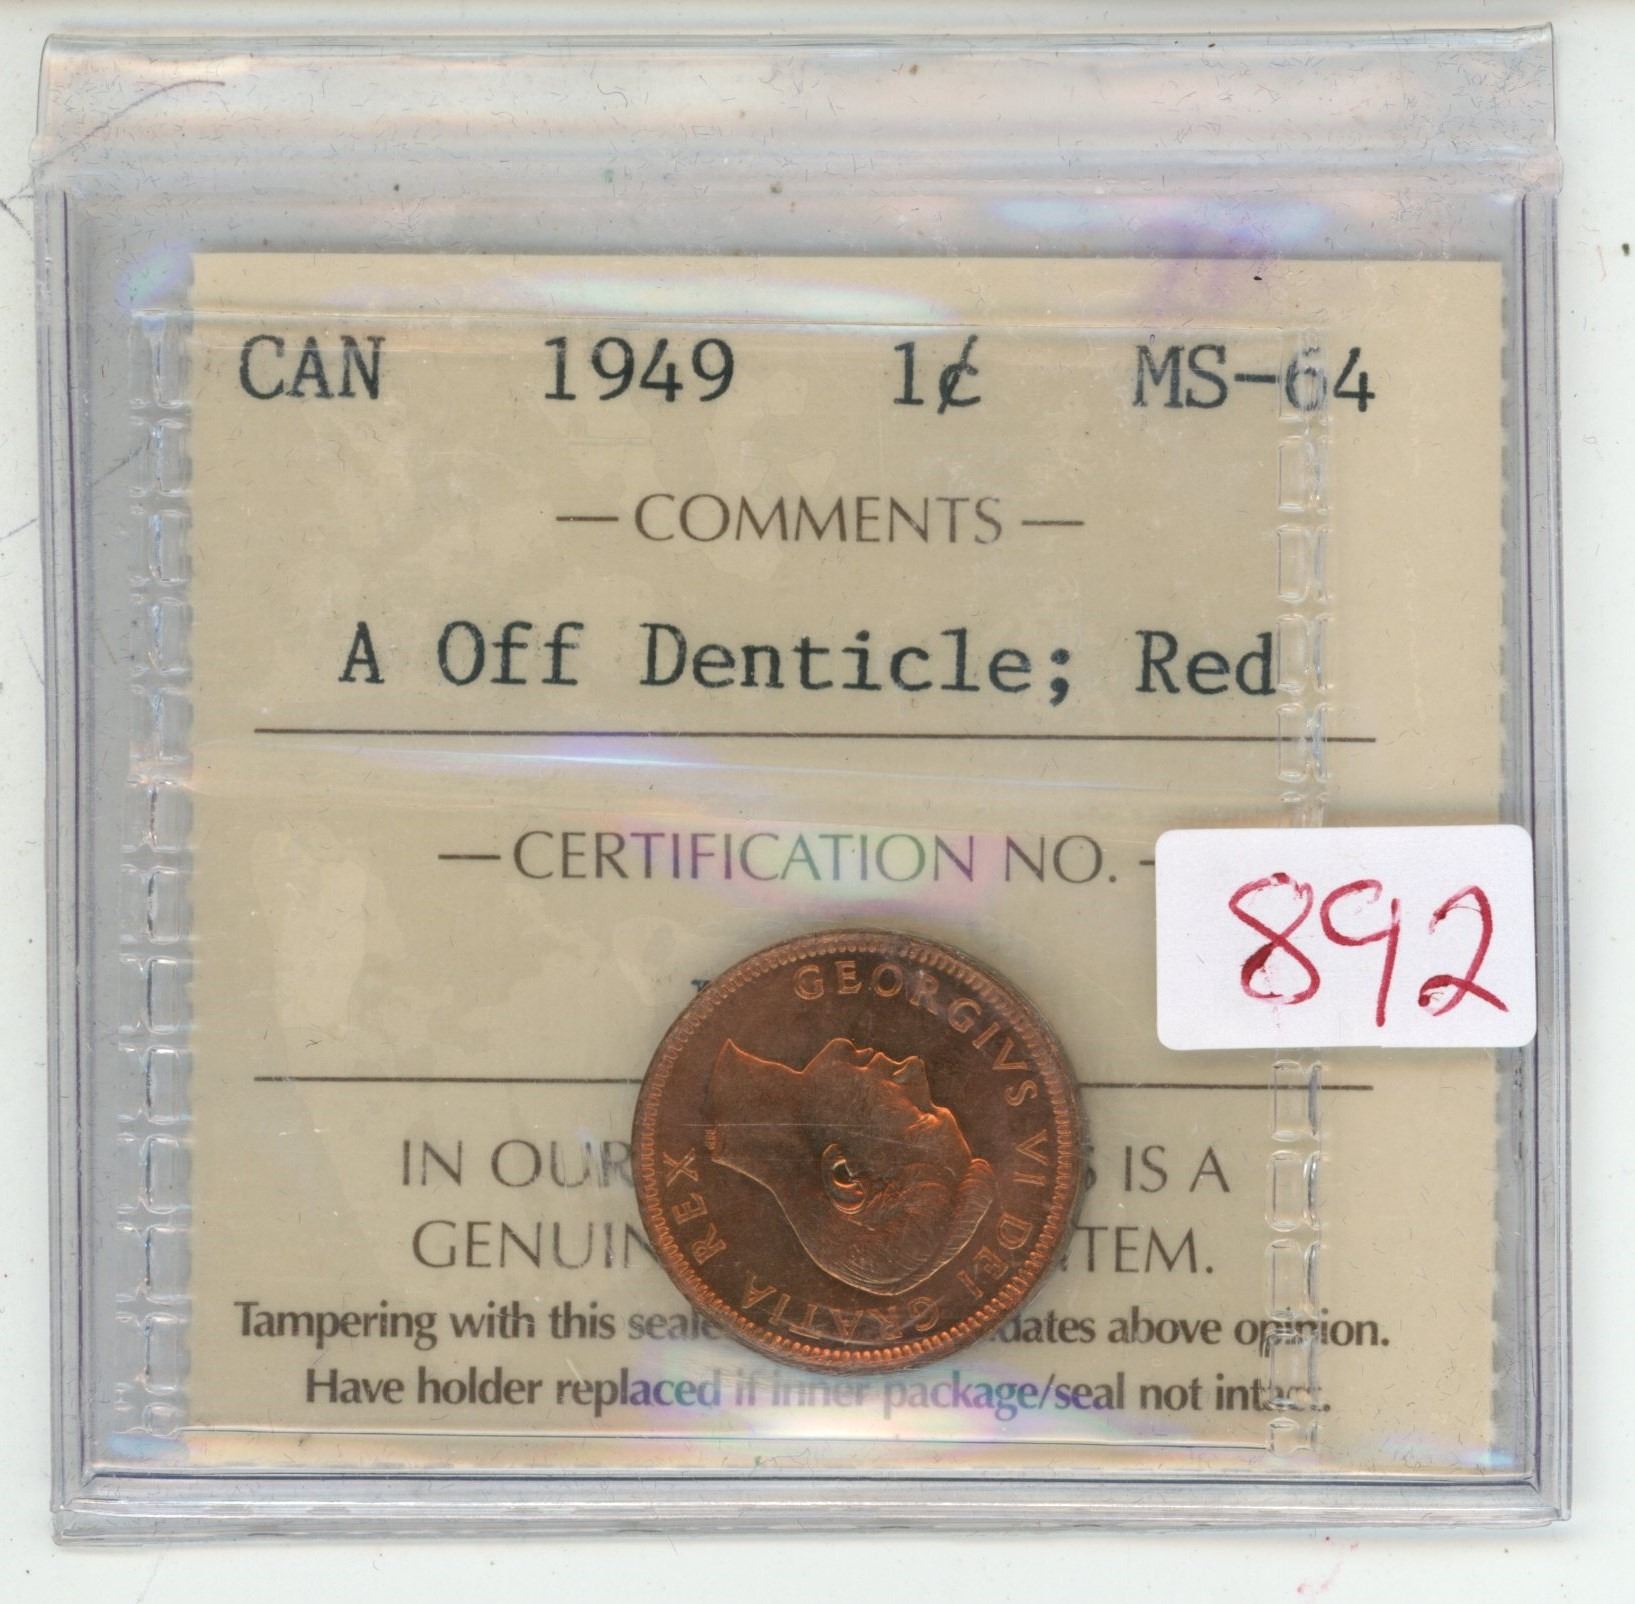 CAN 1949 1¢ MS-64
— COMMENTS —
A Off Denticle; Red
— CERTIFICATION NO. -
892
GEORGIVS VI DEI GRATIA REX
IN OUR IS A
GENUIN TEM.
Tampering with this seale dates above opinion.
Have holder replaced if inner package/seal not intact.